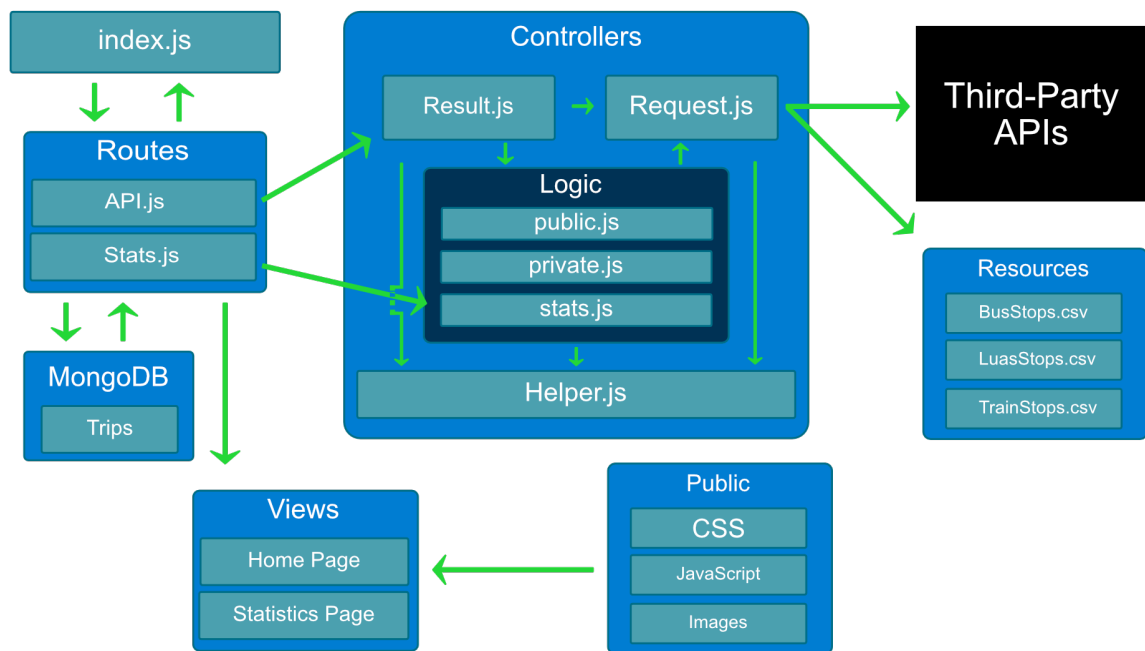 index.js
Routes
API.js
Stats.js
MongoDB
Trips
Controllers
Result.js
Request.js
Logic
public.js
private.js
stats.js
Helper.js
Third-Party
APIs
Resources
BusStops.csv
LuasStops.csv
TrainStops.csv
Views
Home Page
Statistics Page
Public
CSS
JavaScript
Images